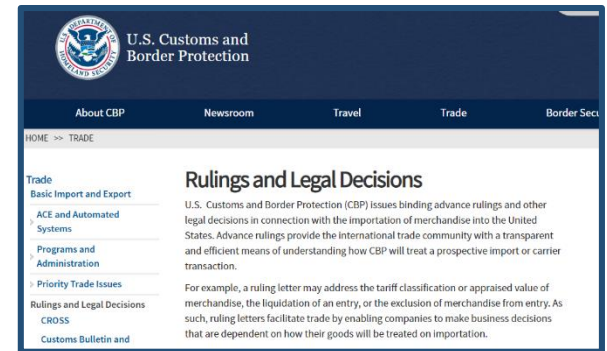 U.S. Customs and
Border Protection
About CBP
Newsroom
Travel
Trade
Border Secu
HOME >> TRADE
Trade
Basic Import and Export
ACE and Automated
Systems
Programs and
Administration
Priority Trade Issues
Rulings and Legal Decisions
CROSS
Customs Bulletin and
Rulings and Legal Decisions
U.S. Customs and Border Protection (CBP) issues binding advance rulings and other
legal decisions in connection with the importation of merchandise into the United
States. Advance rulings provide the international trade community with a transparent
and efficient means of understanding how CBP will treat a prospective import or carrier
transaction.
For example, a ruling letter may address the tariff classification or appraised value of
merchandise, the liquidation of an entry, or the exclusion of merchandise from entry. As
such, ruling letters facilitate trade by enabling companies to make business decisions
that are dependent on how their goods will be treated on importation.